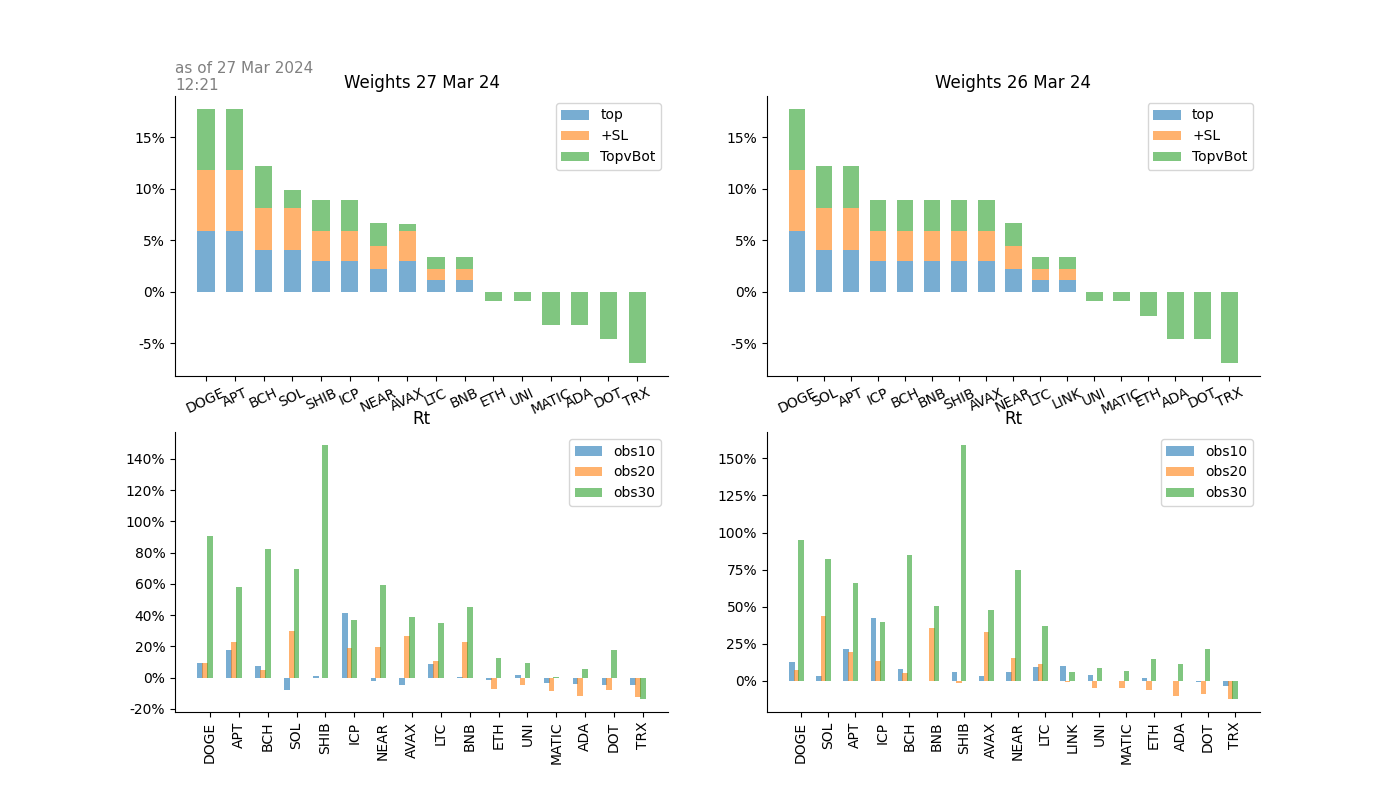 as of 27 Mar 2024
12:21
Weights 27 Mar 24
15%
10%
5%
0%
-5%
top
+SL
TopvBot
DOGE APT BCH SOL SHIB ICP NEAR AVAX LTC BNB ETH UNI MATIC ADA DOT TRX
Weights 26 Mar 24
15%
10%
5%
0%
-5%
top
+SL
TopvBot
DOGE SOL APT ICP BCH BNB SHIB AVAX NEAR LTC LINK UNI MATIC ETH ADA DOT TRX
Rt
140%
120%
100%
80%
60%
40%
20%
0%
-20%
obs10
obs20
obs30
DOGE APT BCH SOL SHIB ICP NEAR AVAX LTC BNB ETH UNI MATIC ADA DOT TRX
Rt
150%
125%
100%
75%
50%
25%
0%
obs10
obs20
obs30
DOGE SOL APT ICP BCH BNB SHIB AVAX NEAR LTC LINK UNI MATIC ETH ADA DOT TRX